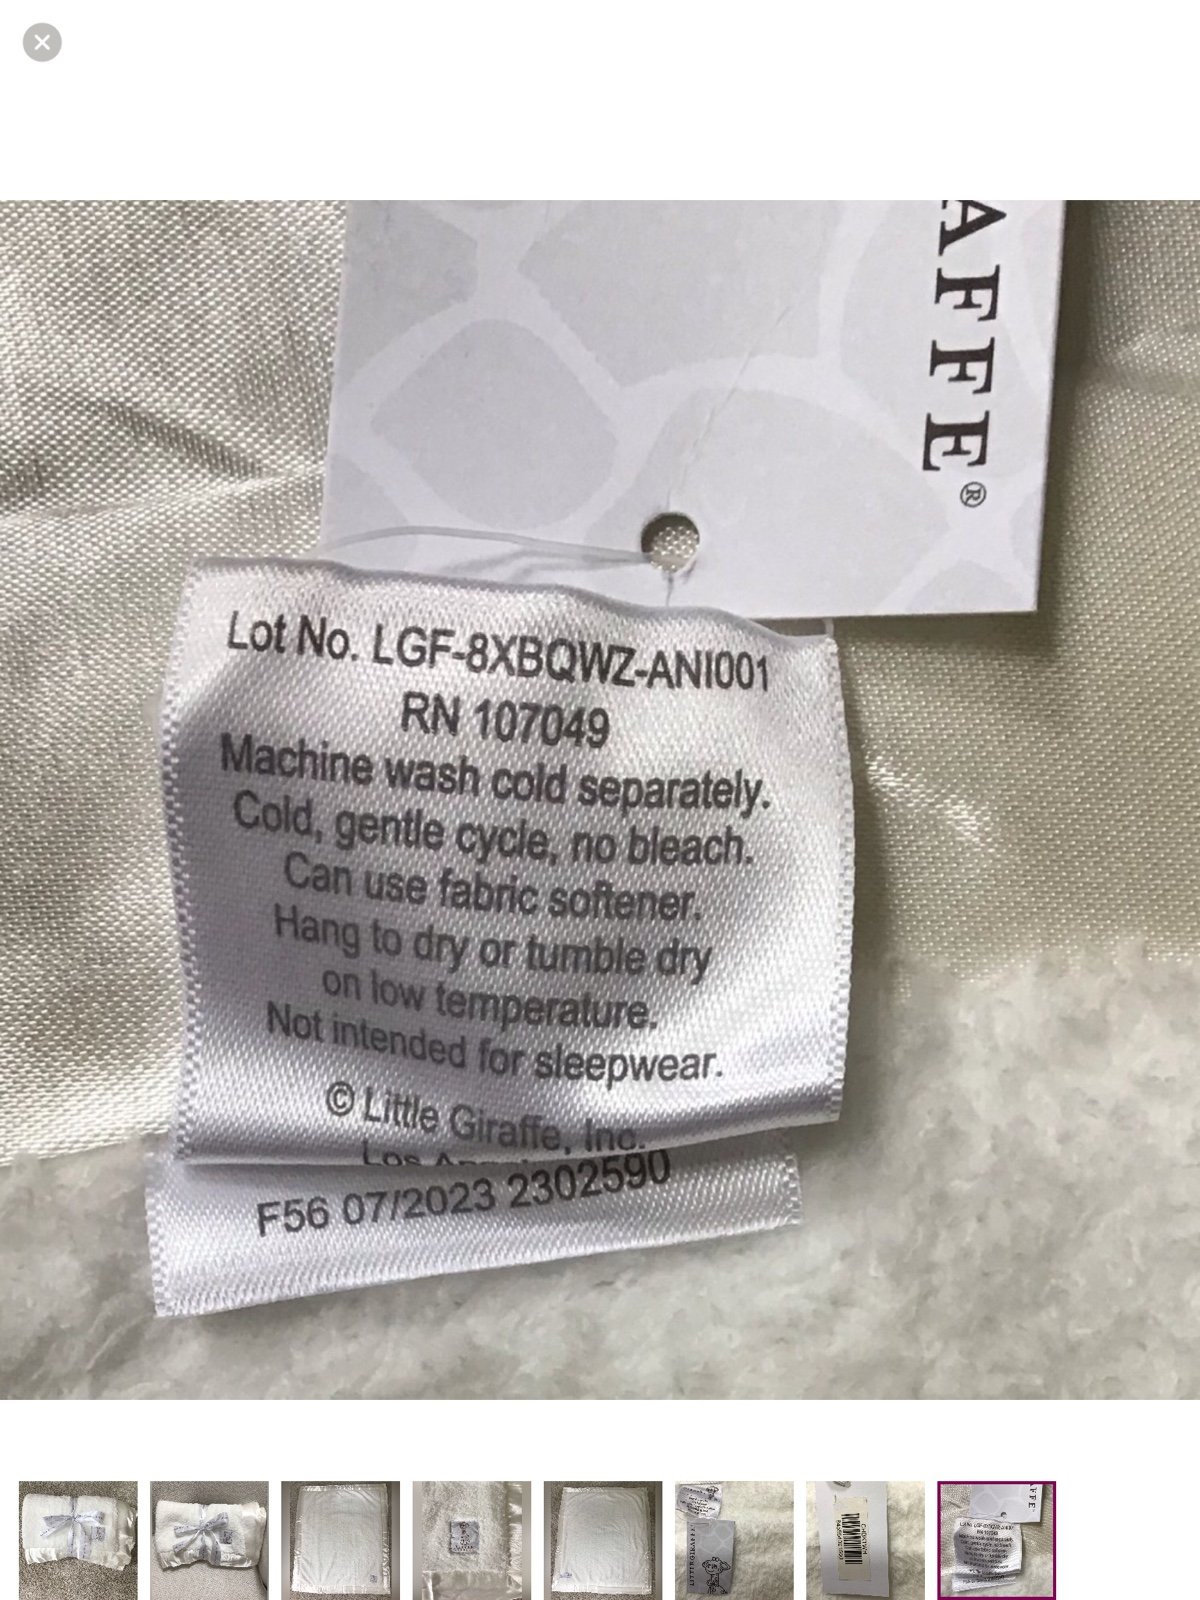 AFFE®
Lot No. LGF-8XBQWZ-ANI001
RN 107049
Machine wash cold separately.
Cold, gentle cycle, no bleach.
Can use fabric softener.
Hang to dry or tumble dry
on low temperature.
Not intended for sleepwear.
© Little Giraffe, Inc.
Los
F56 07/2023 2302590